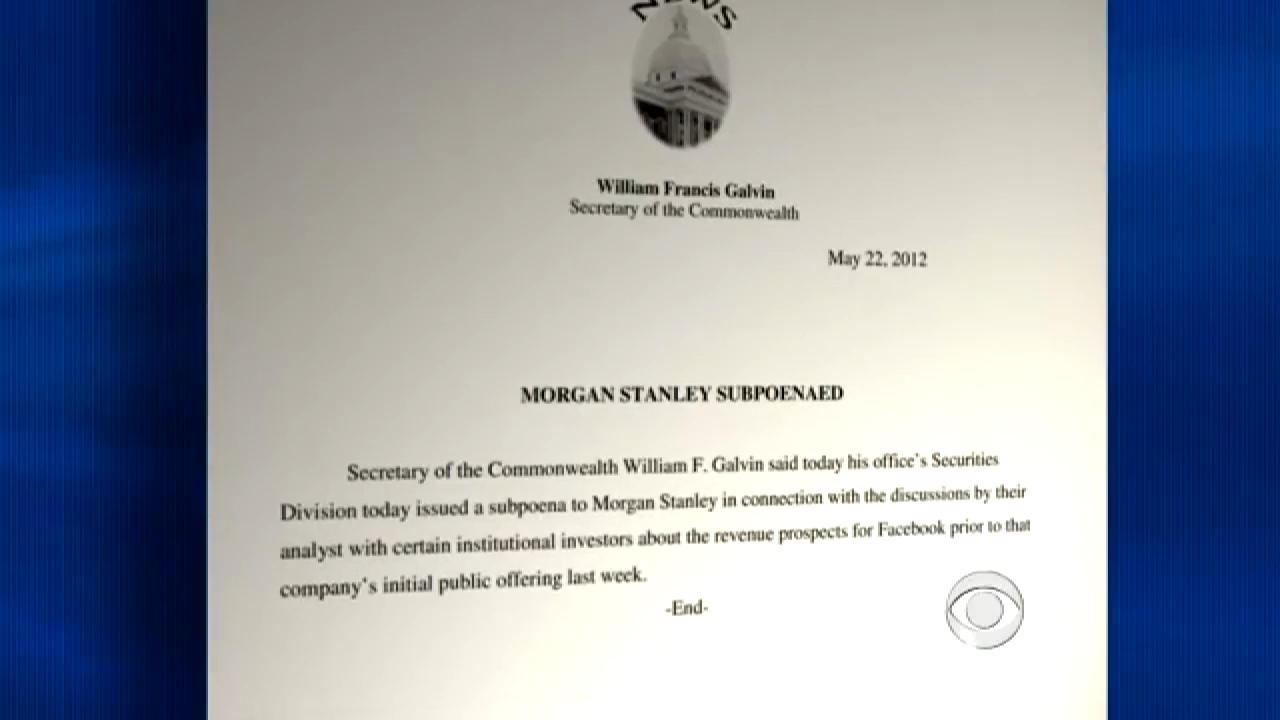 NEWS
William Francis Galvin
Secretary of the Commonwealth
May 22, 2012
MORGAN STANLEY SUBPOENAED
Secretary of the Commonwealth William F. Galvin said today his office's Securities
Division today issued a subpoena to Morgan Stanley in connection with the discussions by their
analyst with certain institutional investors about the revenue prospects for Facebook prior to that
company's initial public offering last week.
-End-